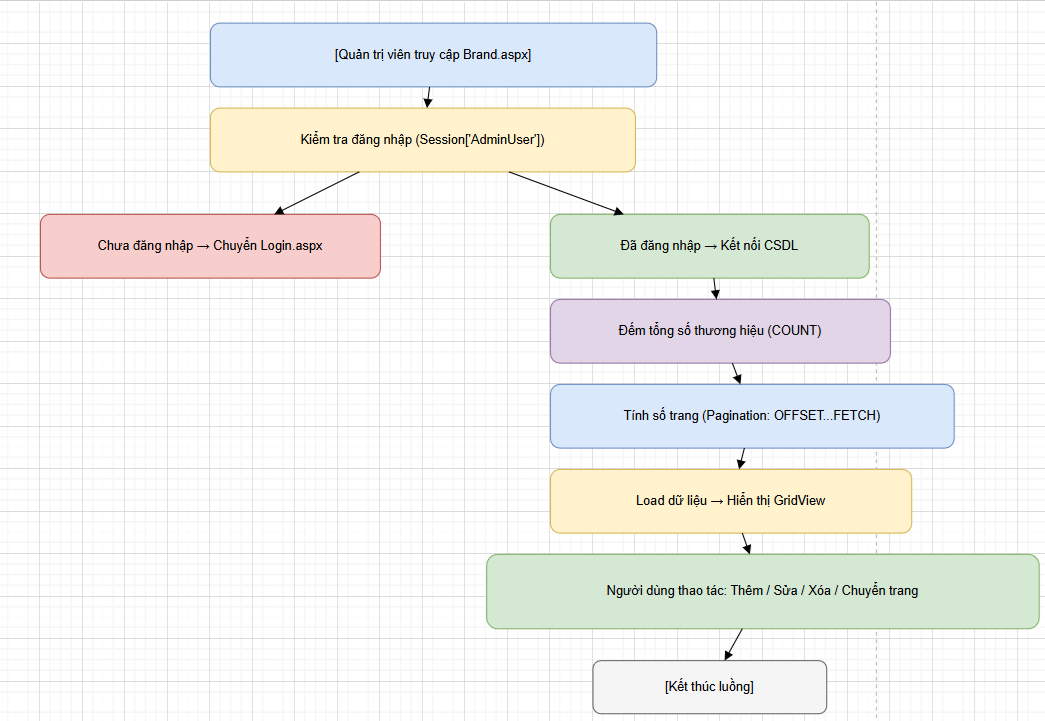 [Quản trị viên truy cập Brand.aspx]
Kiểm tra đăng nhập (Session['AdminUser'])
Chưa đăng nhập → Chuyển Login.aspx
Đã đăng nhập → Kết nối CSDL
Đếm tổng số thương hiệu (COUNT)
Tính số trang (Pagination: OFFSET...FETCH)
Load dữ liệu → Hiển thị GridView
Người dùng thao tác: Thêm / Sửa / Xóa / Chuyển trang
[Kết thúc luồng]